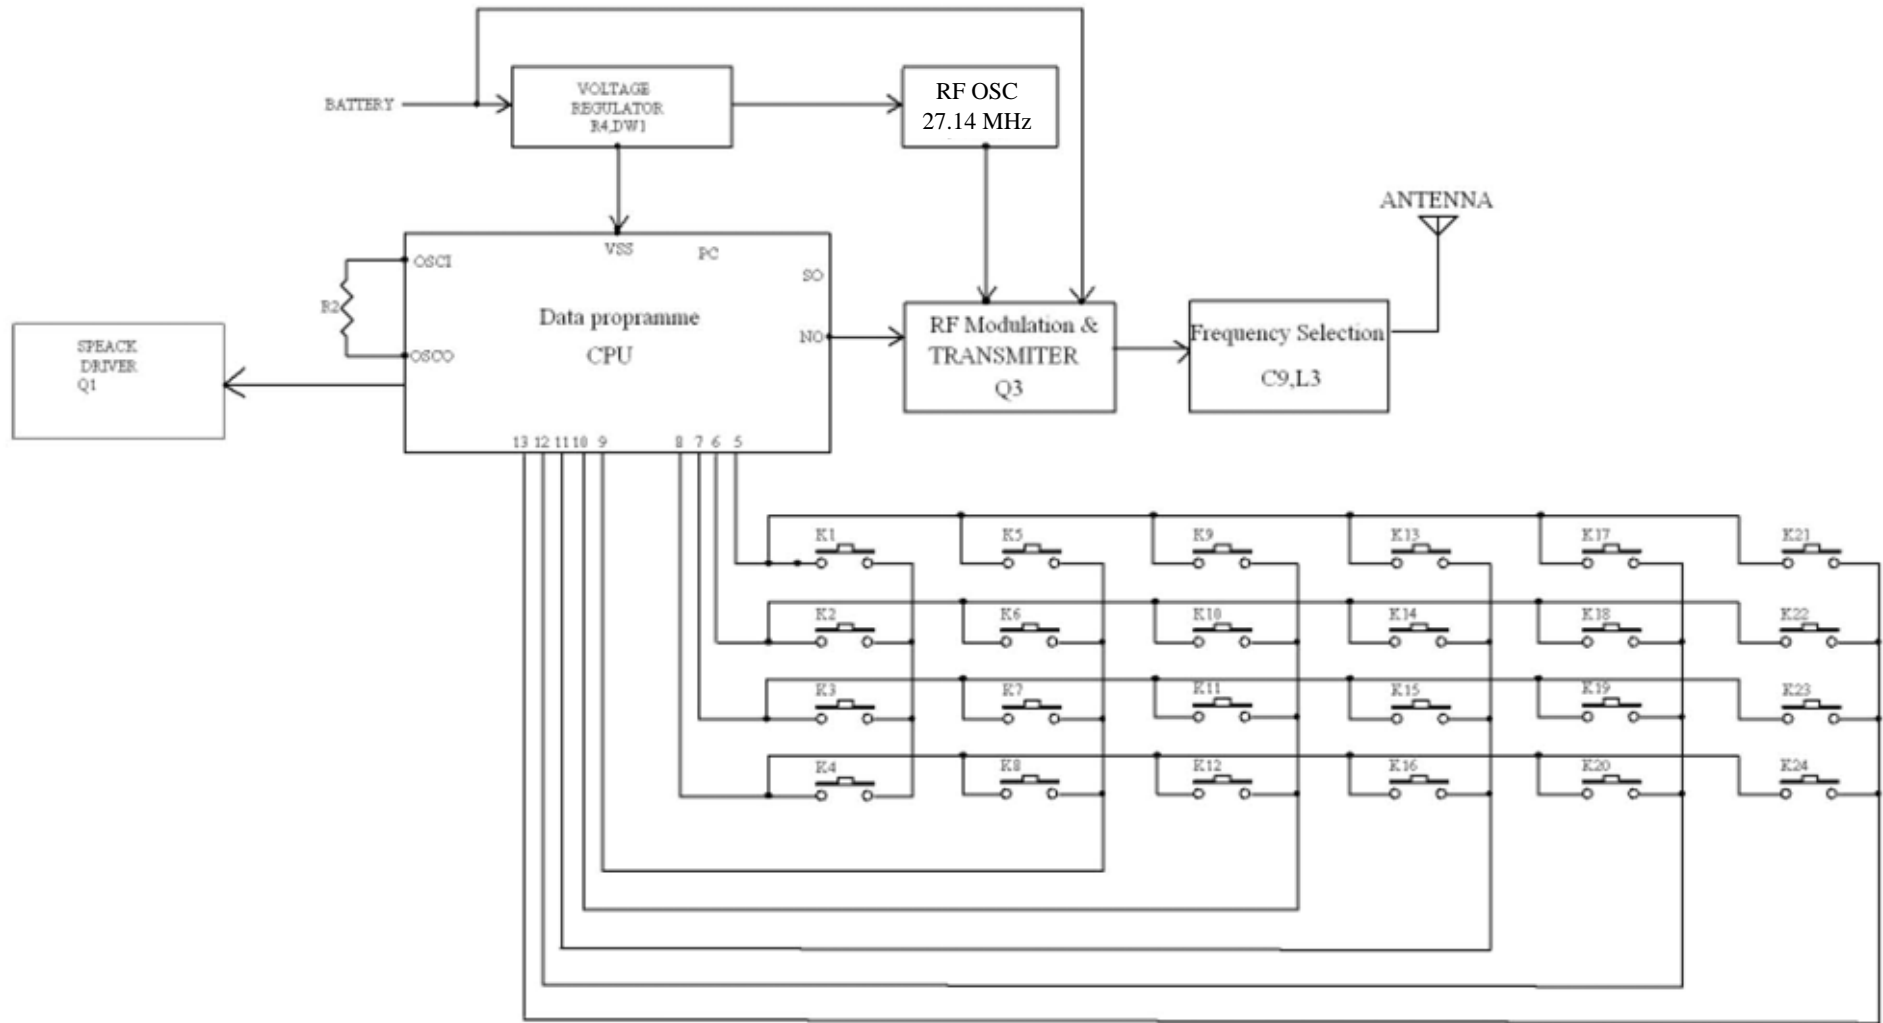 BATTERY
VOLTAGE
REGULATOR
R4,DW1
RF OSC
27.14 MHz
ANTENNA
VSS
PC
OSCI
SO
R2
Data propramme
CPU
NO
OSCO
RF Modulation &
TRANSMITER
Q3
Frequency Selection
C9,L3
SPEACK
DRIVER
Q1
13 12 11 10 9 8 7 6 5
K1 K5 K9 K13 K17 K21
K2 K6 K10 K14 K18 K22
K3 K7 K11 K15 K19 K23
K4 K8 K12 K16 K20 K24